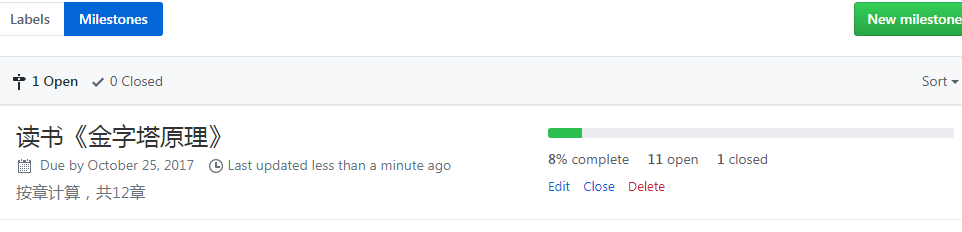 Labels Milestones New milestone
1 Open 0 Closed Sort
读书《金字塔原理》
Due by October 25, 2017 Last updated less than a minute ago
按章计算，共12章
8% complete 11 open 1 closed
Edit Close Delete